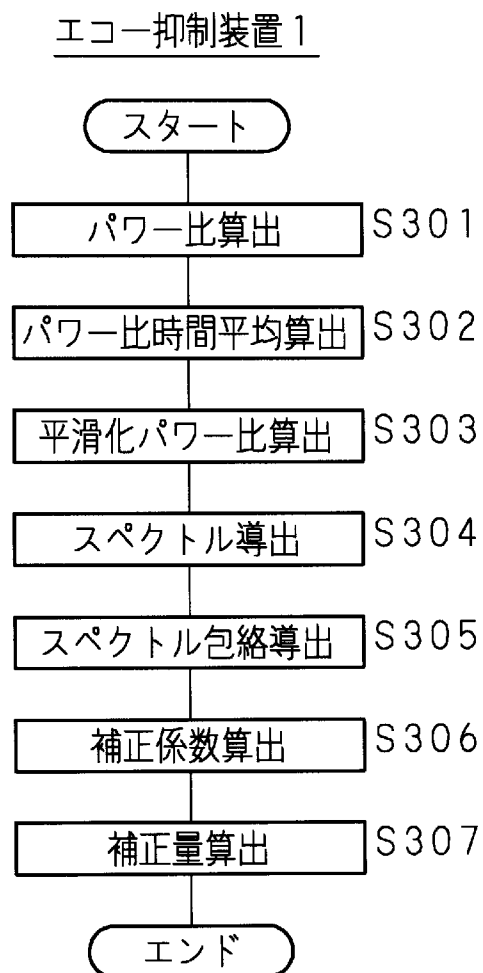 エコー抑制装置1
スタート
パワー比算出 S301
パワー比時間平均算出 S302
平滑化パワー比算出 S303
スペクトル導出 S304
スペクトル包絡導出 S305
補正係数算出 S306
補正量算出 S307
エンド